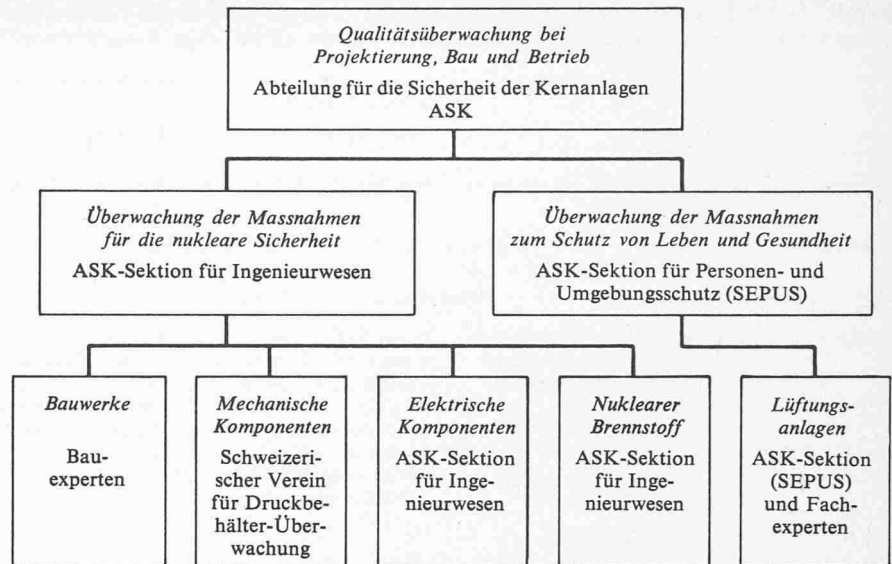 Qualitätsüberwachung bei
Projektierung, Bau und Betrieb
Abteilung für die Sicherheit der Kernanlagen
ASK
Überwachung der Massnahmen
für die nukleare Sicherheit
ASK-Sektion für Ingenieurwesen
Überwachung der Massnahmen
zum Schutz von Leben und Gesundheit
ASK-Sektion für Personen- und
Umgebungsschutz (SEPUS)
Bauwerke
Bau-
experten
Mechanische
Komponenten
Schweizeri-
scher Verein
für Druckbe-
hälter-Über-
wachung
Elektrische
Komponenten
ASK-Sektion
für Inge-
nieurwesen
Nuklearer
Brennstoff
ASK-Sektion
für Inge-
nieurwesen
Lüftungs-
anlagen
ASK-Sektion
(SEPUS)
und Fach-
experten